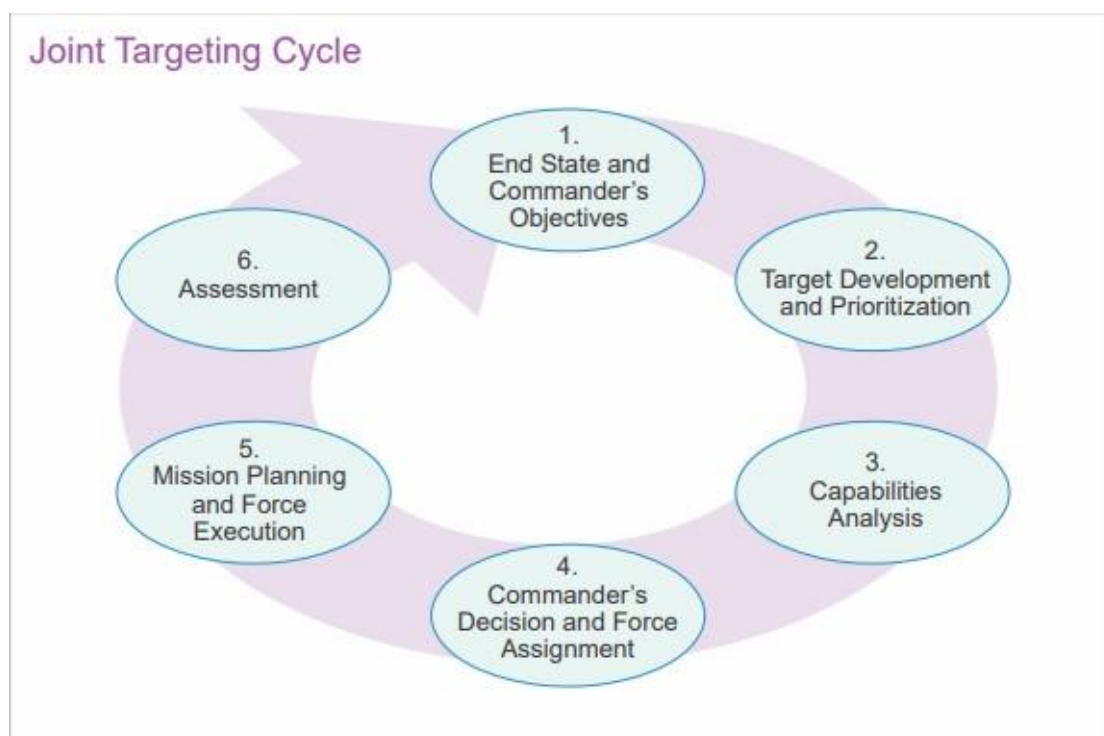 Joint Targeting Cycle
1.
End State and
Commander's
Objectives
2.
Target Development
and Prioritization
3.
Capabilities
Analysis
4.
Commander's
Decision and Force
Assignment
5.
Mission Planning
and Force
Execution
6.
Assessment